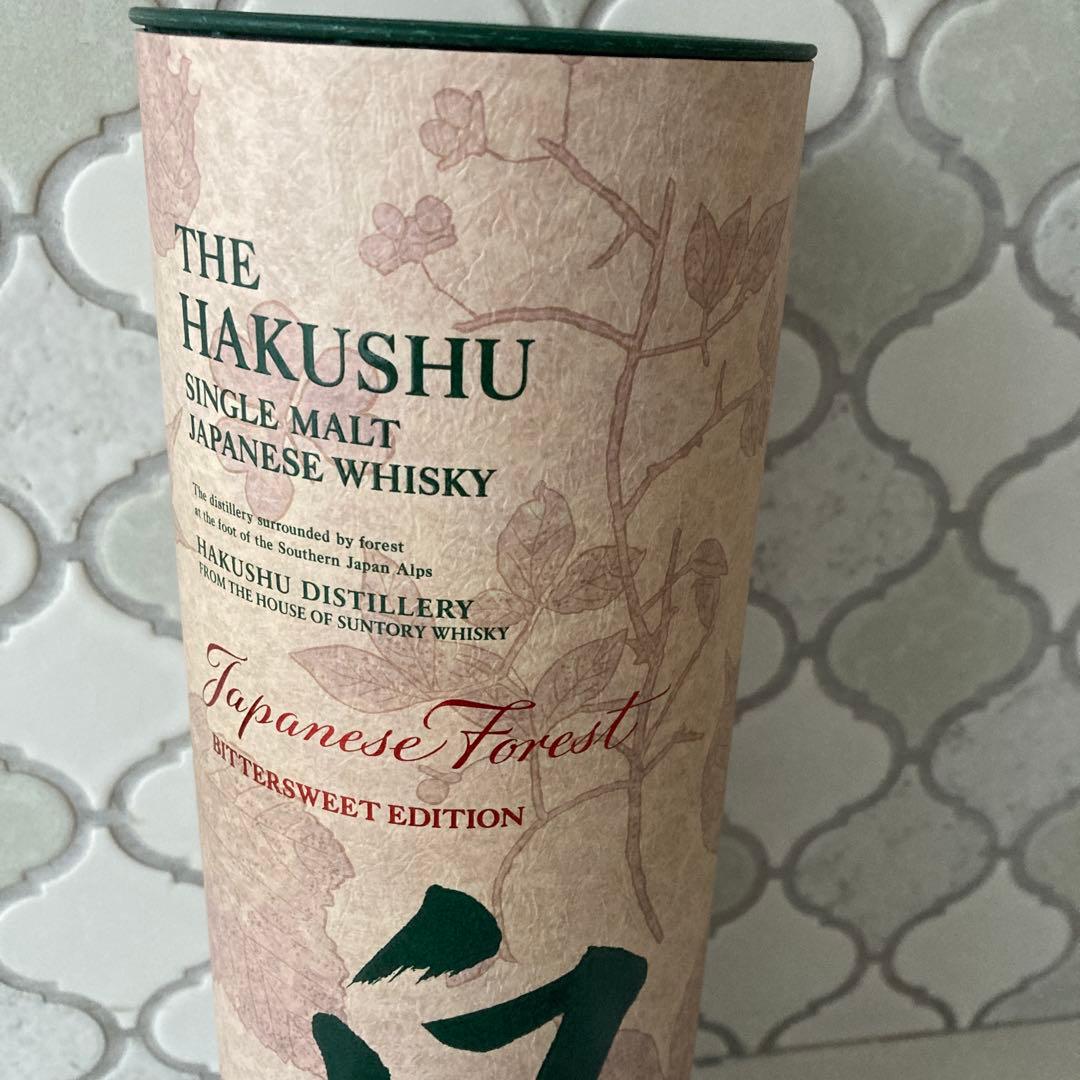 THE
HAKUSHU
SINGLE MALT
JAPANESE WHISKY
The distillery surrounded by forest
at the foot of the Southern Japan Alps
HAKUSHU DISTILLERY
FROM THE HOUSE OF SUNTORY WHISKY
Japanese Forest
BITTERSWEET EDITION